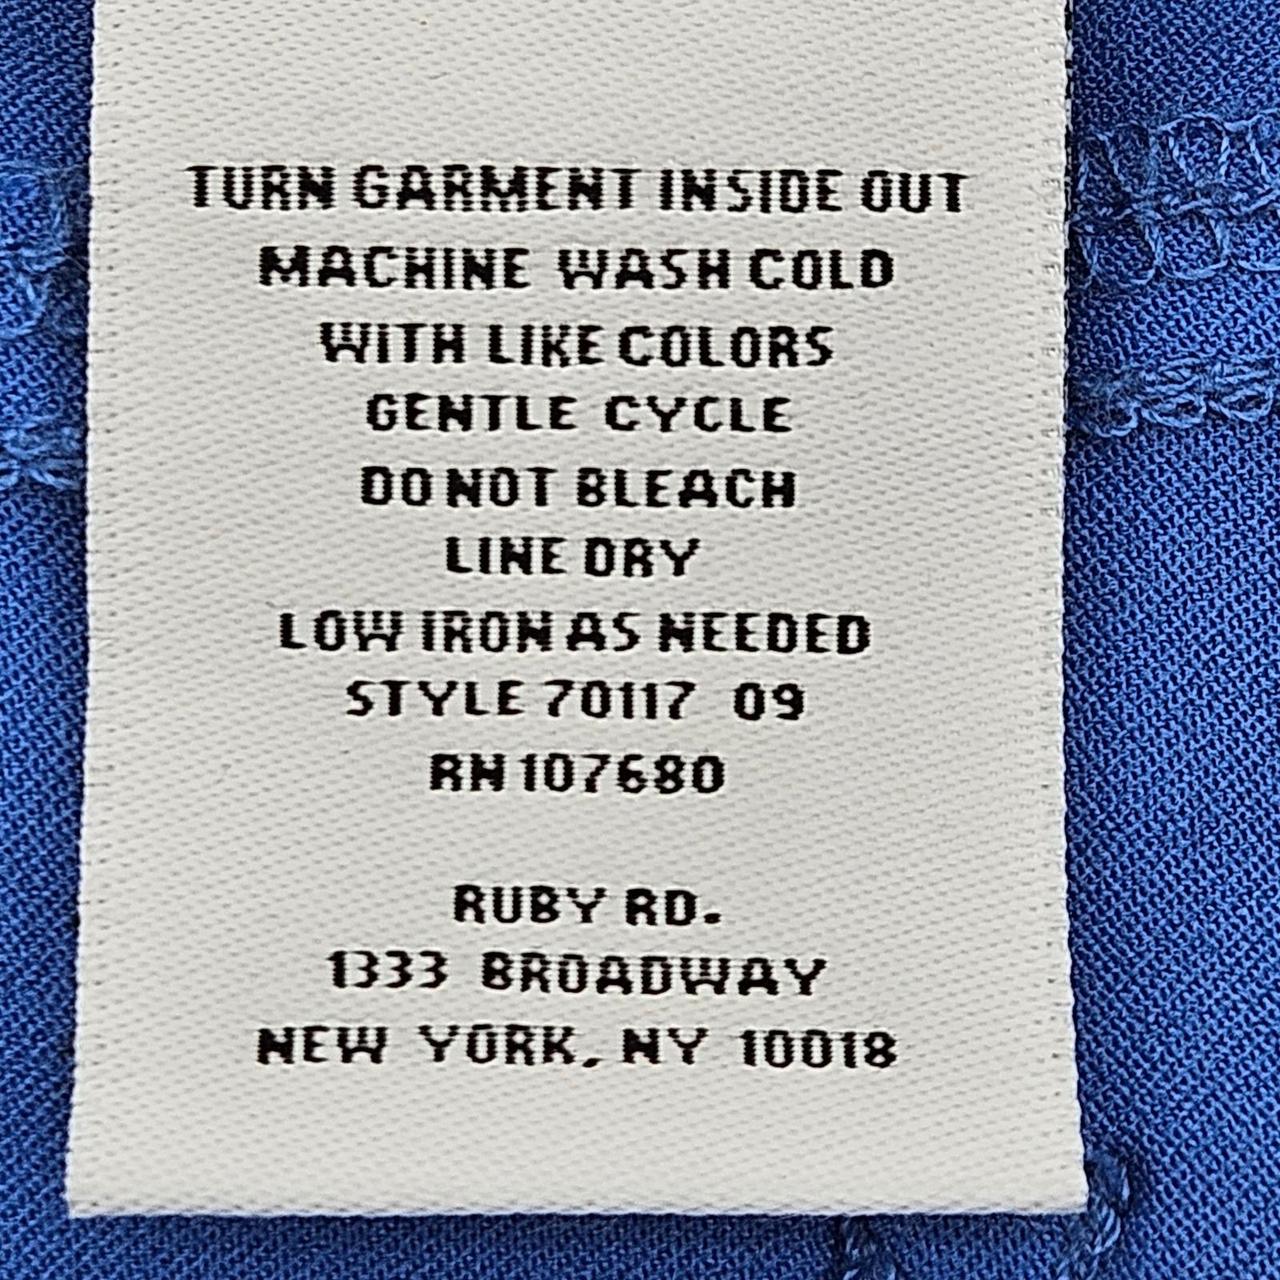 TURN GARMENT INSIDE OUT
MACHINE WASH COLD
WITH LIKE COLORS
GENTLE CYCLE
DO NOT BLEACH
LINE DRY
LOW IRON AS NEEDED
STYLE 70117 09
RN 107680
RUBY RD.
1333 BROADWAY
NEW YORK, NY 10018